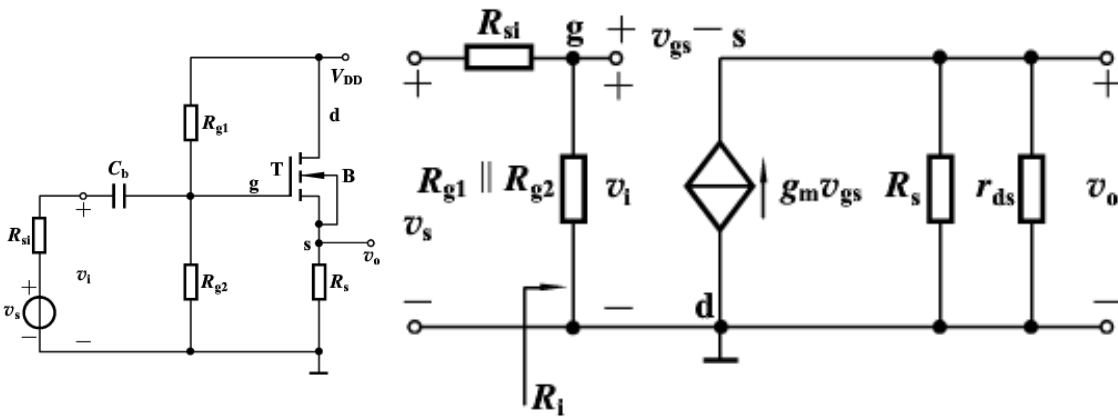 V_DD
d
R_g1
C_b
T
B
g
+
R_si
v_i
s
v_o
+
v_s
R_g2
R_s
−
−
R_si
g
+ v_gs − s
+
+
+
R_g1 || R_g2
v_i
g_m v_gs
R_s
r_ds
v_o
v_s
−
−
d
−
R_i